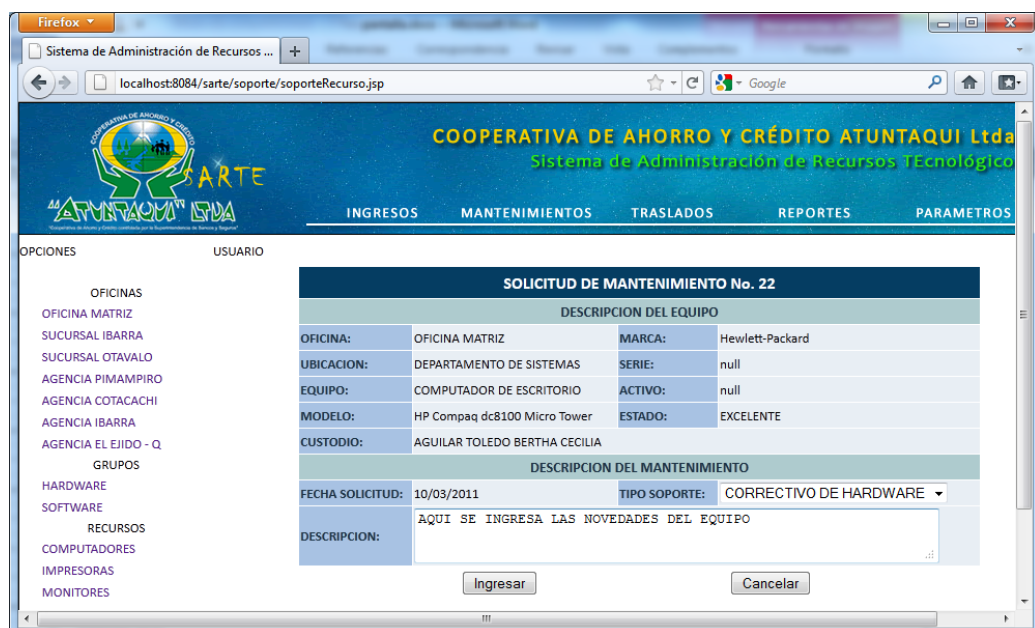 Firefox
Sistema de Administración de Recursos ...
localhost:8084/sarte/soporte/soporteRecurso.jsp
Google
COOPERATIVA DE AHORRO Y CRÉDITO
SARTE
"ATUNTAQUI" LTDA
COOPERATIVA DE AHORRO Y CRÉDITO ATUNTAQUI Ltda
Sistema de Administración de Recursos TEcnológico
INGRESOS MANTENIMIENTOS TRASLADOS REPORTES PARAMETROS
OPCIONES USUARIO
OFICINAS
OFICINA MATRIZ
SUCURSAL IBARRA
SUCURSAL OTAVALO
AGENCIA PIMAMPIRO
AGENCIA COTACACHI
AGENCIA IBARRA
AGENCIA EL EJIDO - Q
GRUPOS
HARDWARE
SOFTWARE
RECURSOS
COMPUTADORES
IMPRESORAS
MONITORES
SOLICITUD DE MANTENIMIENTO No. 22
DESCRIPCION DEL EQUIPO
OFICINA: OFICINA MATRIZ MARCA: Hewlett-Packard
UBICACION: DEPARTAMENTO DE SISTEMAS SERIE: null
EQUIPO: COMPUTADOR DE ESCRITORIO ACTIVO: null
MODELO: HP Compaq dc8100 Micro Tower ESTADO: EXCELENTE
CUSTODIO: AGUILAR TOLEDO BERTHA CECILIA
DESCRIPCION DEL MANTENIMIENTO
FECHA SOLICITUD: 10/03/2011 TIPO SOPORTE: CORRECTIVO DE HARDWARE
DESCRIPCION: AQUI SE INGRESA LAS NOVEDADES DEL EQUIPO
Ingresar Cancelar